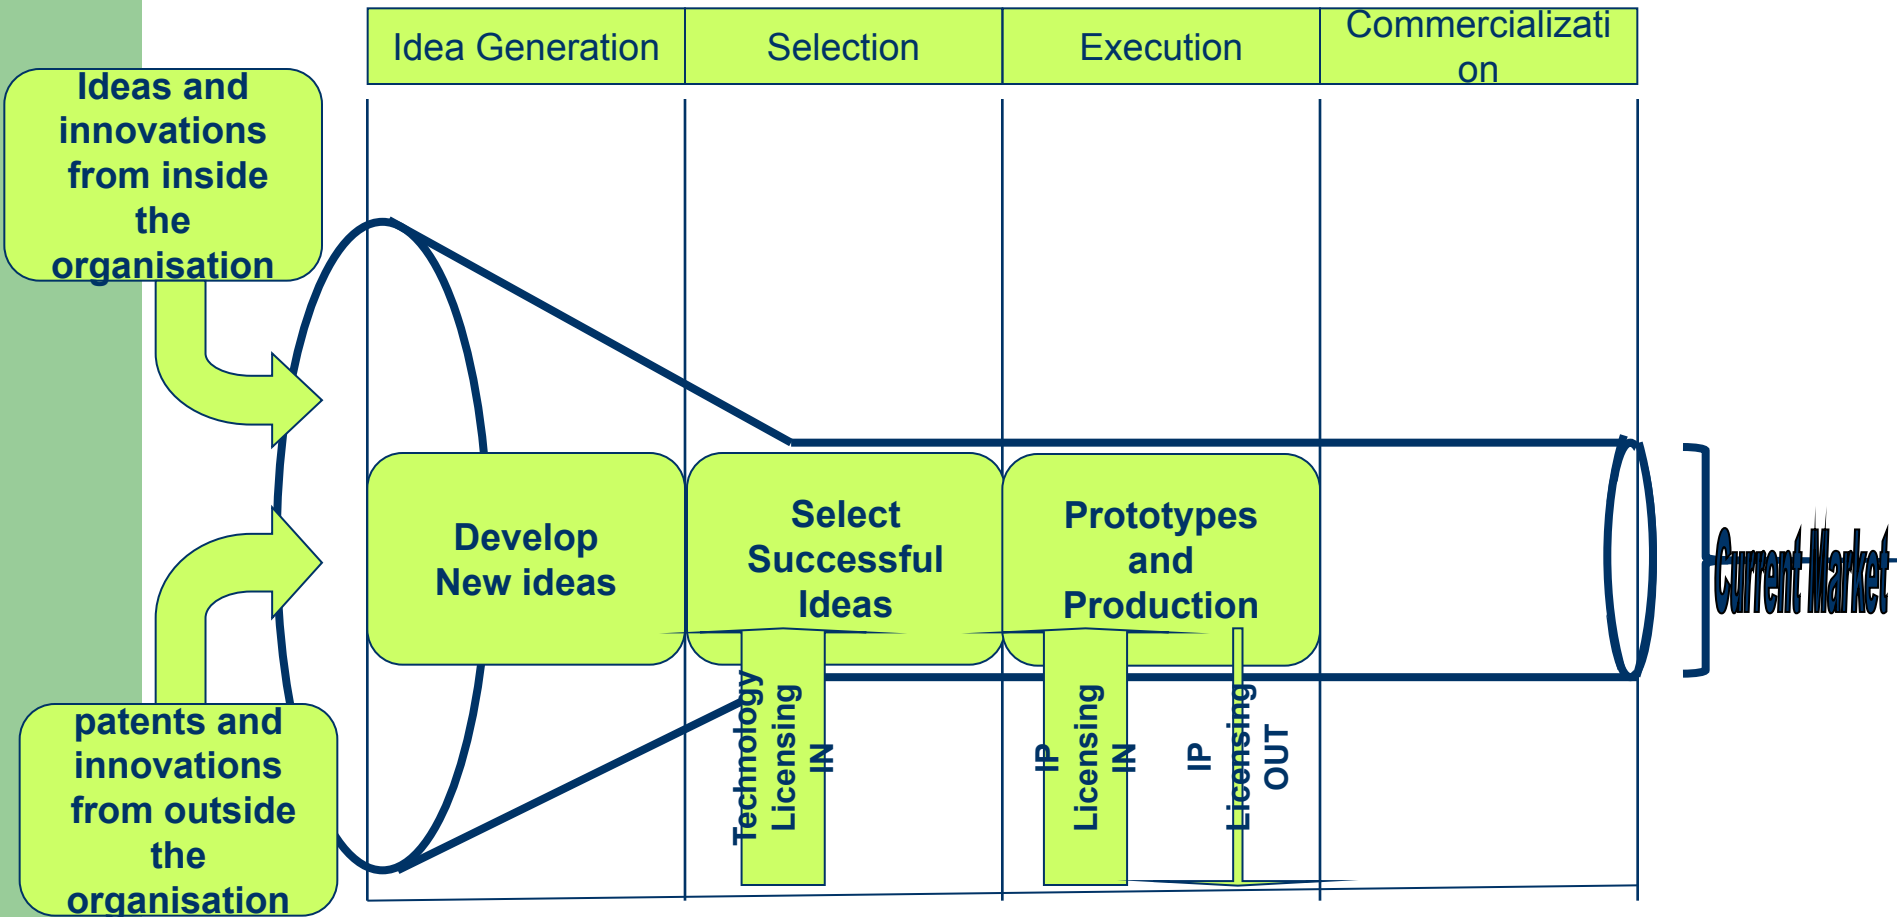 Idea Generation
Selection
Execution
Commercializati
on
Ideas and
innovations
from inside
the
organisation
Develop
New ideas
Select
Successful
Ideas
Prototypes
and
Production
Current Market
patents and
innovations
from outside
the
organisation
Technology
Licensing
IN
IP
Licensing
IN
IP
Licensing
OUT